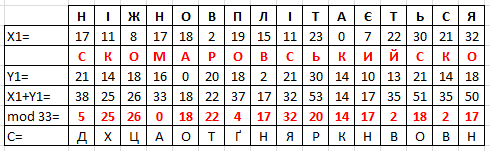 Н І Ж Н О В П Л І Т А Є Т Ь С Я
X1= 17 11 8 17 18 2 19 15 11 23 0 7 22 30 21 32
С К О М А Р О В С Ь К И Й С К О
Y1= 21 14 18 16 0 20 18 2 21 30 14 10 13 21 14 18
X1+Y1= 38 25 26 33 18 22 37 17 32 53 14 17 35 51 35 50
mod 33= 5 25 26 0 18 22 4 17 32 20 14 17 2 18 2 17
C= Д Х Ц А О Т Ґ Н Я Р К Н В О В Н